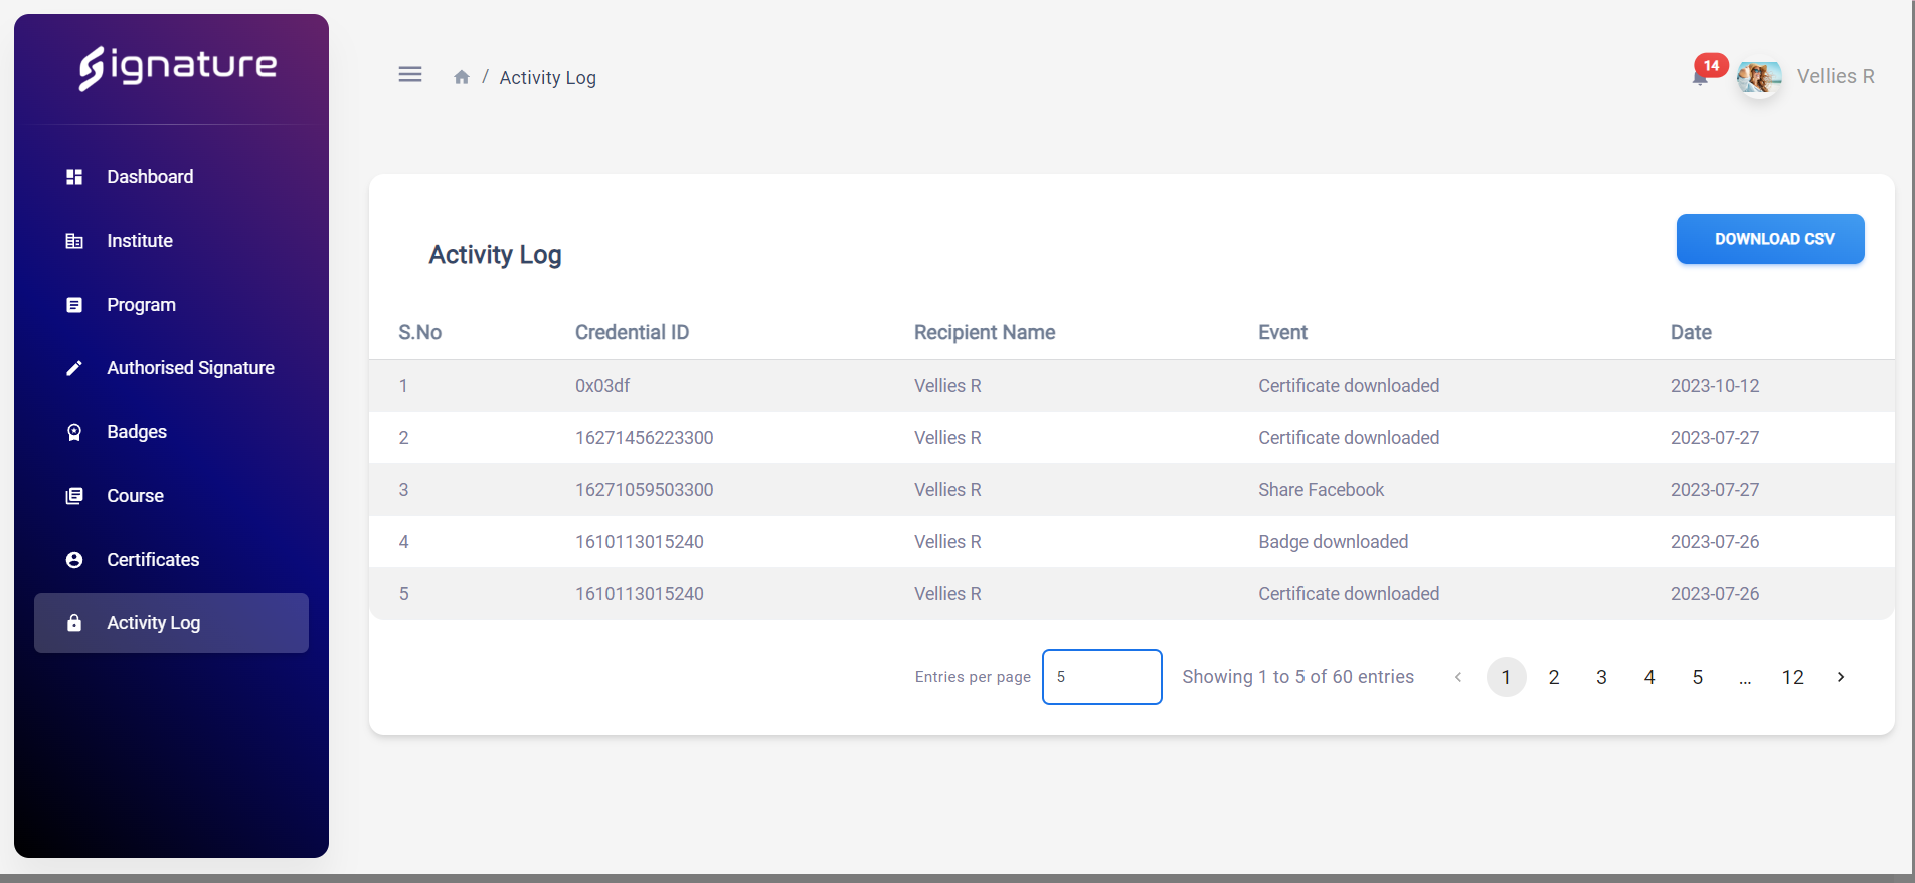 Signature
Dashboard
Institute
Program
Authorised Signature
Badges
Course
Certificates
Activity Log
/ Activity Log
14
Vellies R
Activity Log
DOWNLOAD CSV
S.No Credential ID Recipient Name Event Date
1 0x03df Vellies R Certificate downloaded 2023-10-12
2 16271456223300 Vellies R Certificate downloaded 2023-07-27
3 16271059503300 Vellies R Share Facebook 2023-07-27
4 1610113015240 Vellies R Badge downloaded 2023-07-26
5 1610113015240 Vellies R Certificate downloaded 2023-07-26
Entries per page 5 Showing 1 to 5 of 60 entries ‹ 1 2 3 4 5 ... 12 ›